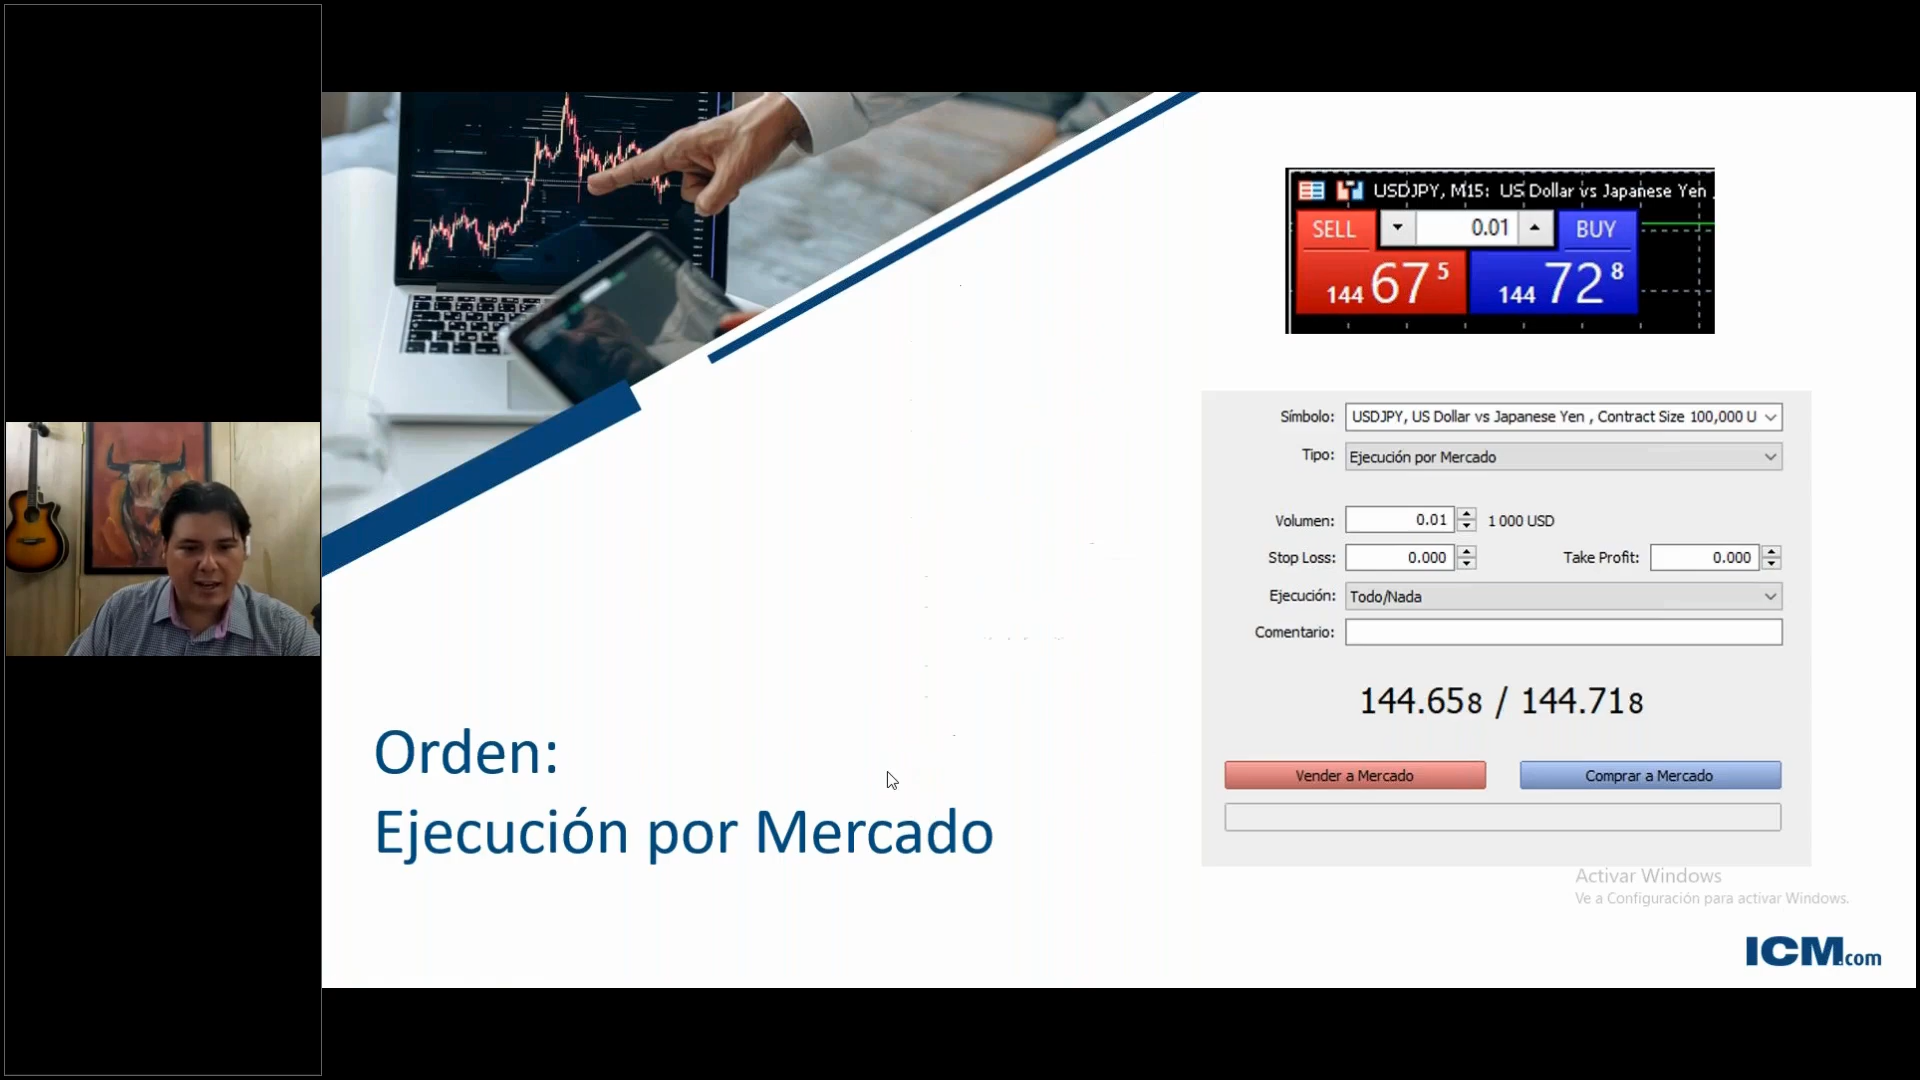 USDJPY, M15: US Dollar vs Japanese Yen
SELL 0.01 BUY
144 67 5 144 72 8
Símbolo: USDJPY, US Dollar vs Japanese Yen , Contract Size 100,000 U
Tipo: Ejecución por Mercado
Volumen: 0.01 1 000 USD
Stop Loss: 0.000 Take Profit: 0.000
Ejecución: Todo/Nada
Comentario:
144.658 / 144.718
Vender a Mercado Comprar a Mercado
Orden:
Ejecución por Mercado
Activar Windows
Ve a Configuración para activar Windows.
ICM.com